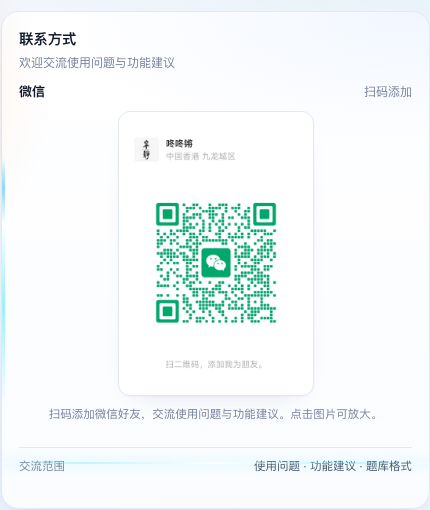 联系方式
欢迎交流使用问题与功能建议
微信 扫码添加
咚咚锵
中国香港 九龙城区
扫二维码，添加我为朋友。
扫码添加微信好友，交流使用问题与功能建议。点击图片可放大。
交流范围 使用问题 · 功能建议 · 题库格式